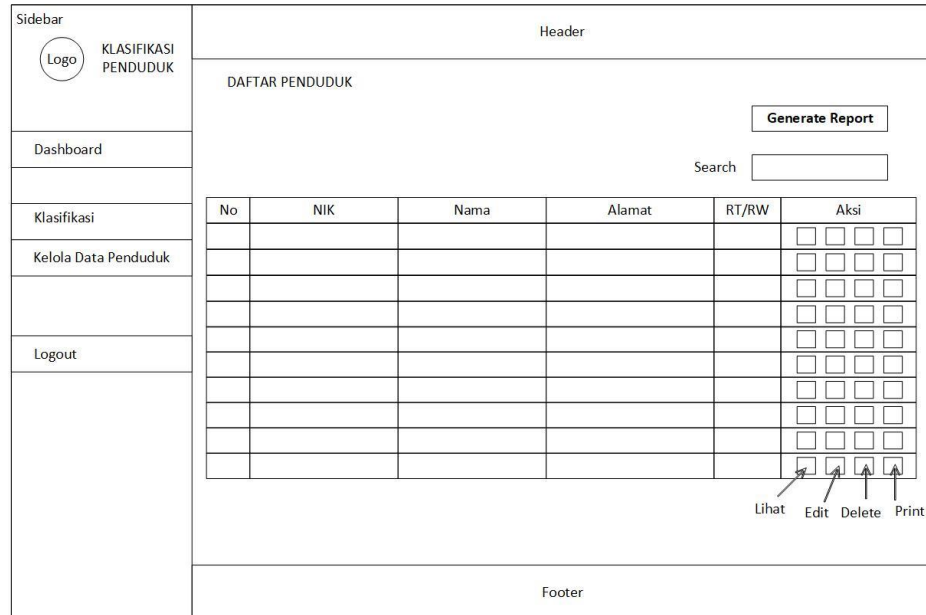 Sidebar
Logo
KLASIFIKASI
PENDUDUK
Dashboard
Klasifikasi
Kelola Data Penduduk
Logout
Header
DAFTAR PENDUDUK
Generate Report
Search
No NIK Nama Alamat RT/RW Aksi
Lihat Edit Delete Print
Footer